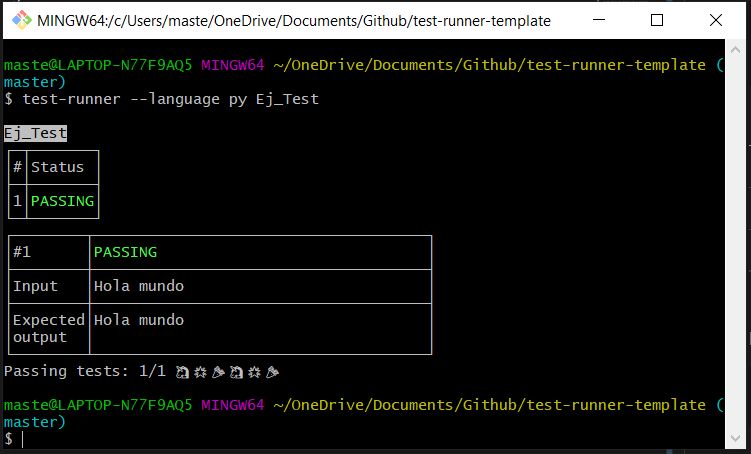 MINGW64:/c/Users/maste/OneDrive/Documents/Github/test-runner-template
maste@LAPTOP-N77F9AQ5 MINGW64 ~/OneDrive/Documents/Github/test-runner-template (
master)
$ test-runner --language py Ej_Test
Ej_Test
# Status
1 PASSING
#1 PASSING
Input Hola mundo
Expected Hola mundo
output
Passing tests: 1/1
maste@LAPTOP-N77F9AQ5 MINGW64 ~/OneDrive/Documents/Github/test-runner-template (
master)
$